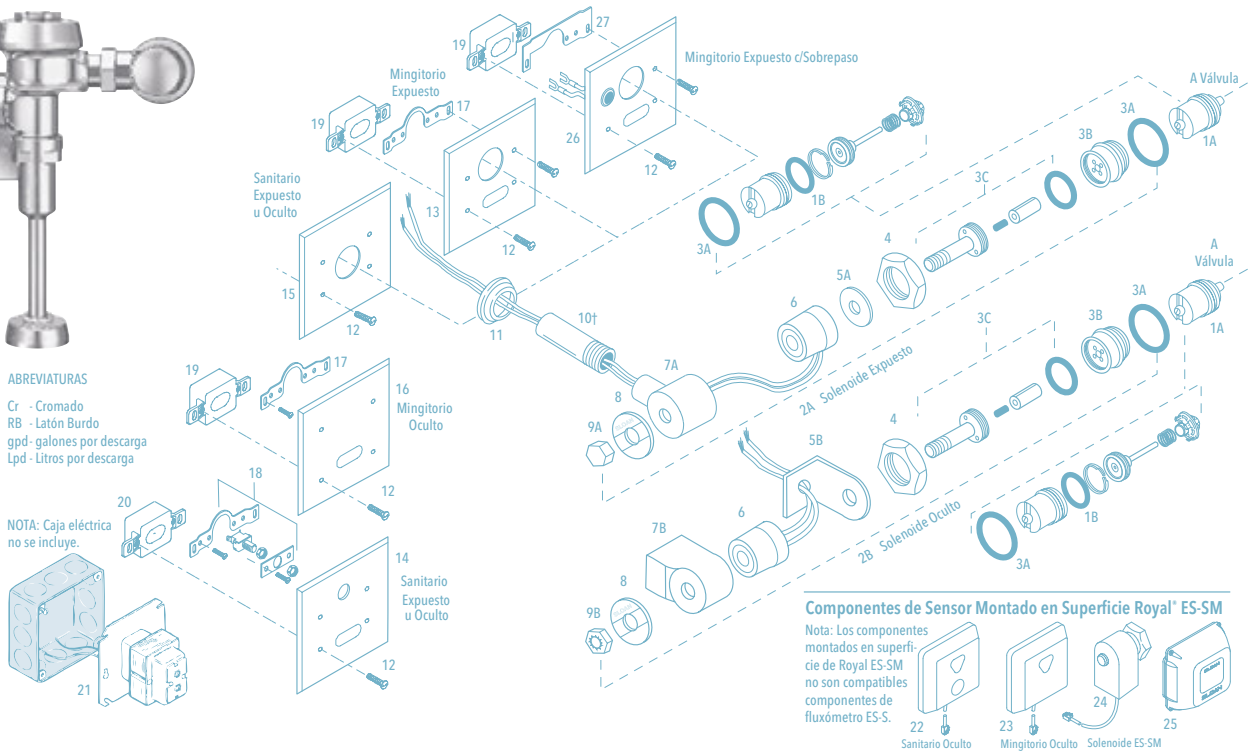 27
19
Mingitorio Expuesto c/Sobrepaso
26
12
Mingitorio
Expuesto
17
19
13
12
Sanitario
Expuesto
u Oculto
15
12
11
10†
3A
1B
A Válvula
3A
1A
3B
3C
4
5A
6
7A
8
9A
2A Solenoide Expuesto
A
Válvula
3A
1A
3B
3C
4
5B
6
7B
8
9B
2B Solenoide Oculto
1B
3A
ABREVIATURAS
Cr - Cromado
RB - Latón Burdo
gpd- galones por descarga
Lpd - Litros por descarga
19
17
16
Mingitorio
Oculto
12
NOTA: Caja eléctrica
no se incluye.
20
18
14
Sanitario
Expuesto
u Oculto
12
21
Componentes de Sensor Montado en Superficie Royal® ES-SM
Nota: Los componentes
montados en superfi-
cie de Royal ES-SM
no son compatibles
componentes de
fluxómetro ES-S.
22
Sanitario Oculto
23
Mingitorio Oculto
24
Solenoide ES-SM
SLOAN
25